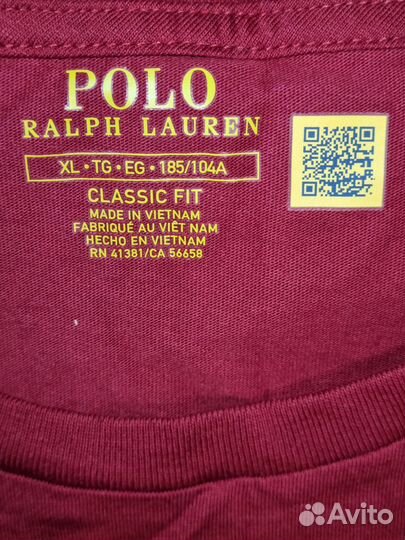 POLO
RALPH LAUREN
XL • TG • EG • 185/104A
CLASSIC FIT
MADE IN VIETNAM
FABRIQUÉ AU VIÊT NAM
HECHO EN VIETNAM
RN 41381/CA 56658
Avito